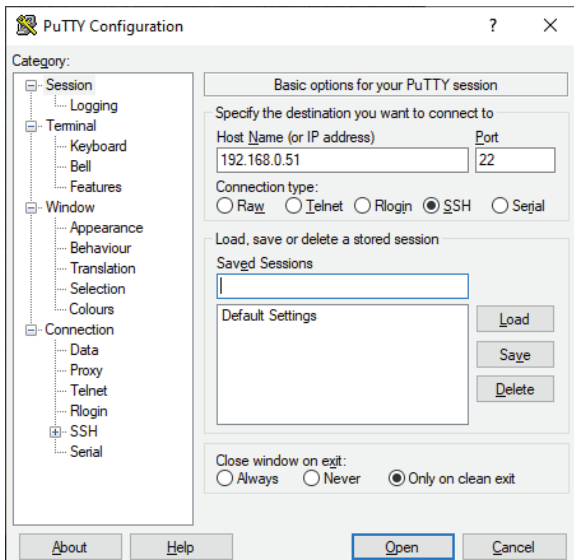 PuTTY Configuration
?
Category:
Session
Logging
Terminal
Keyboard
Bell
Features
Window
Appearance
Behaviour
Translation
Selection
Colours
Connection
Data
Proxy
Telnet
Rlogin
SSH
Serial
Basic options for your PuTTY session
Specify the destination you want to connect to
Host Name (or IP address) Port
192.168.0.51 22
Connection type:
Raw Telnet Rlogin SSH Serial
Load, save or delete a stored session
Saved Sessions
Default Settings
Load
Save
Delete
Close window on exit:
Always Never Only on clean exit
About Help Open Cancel